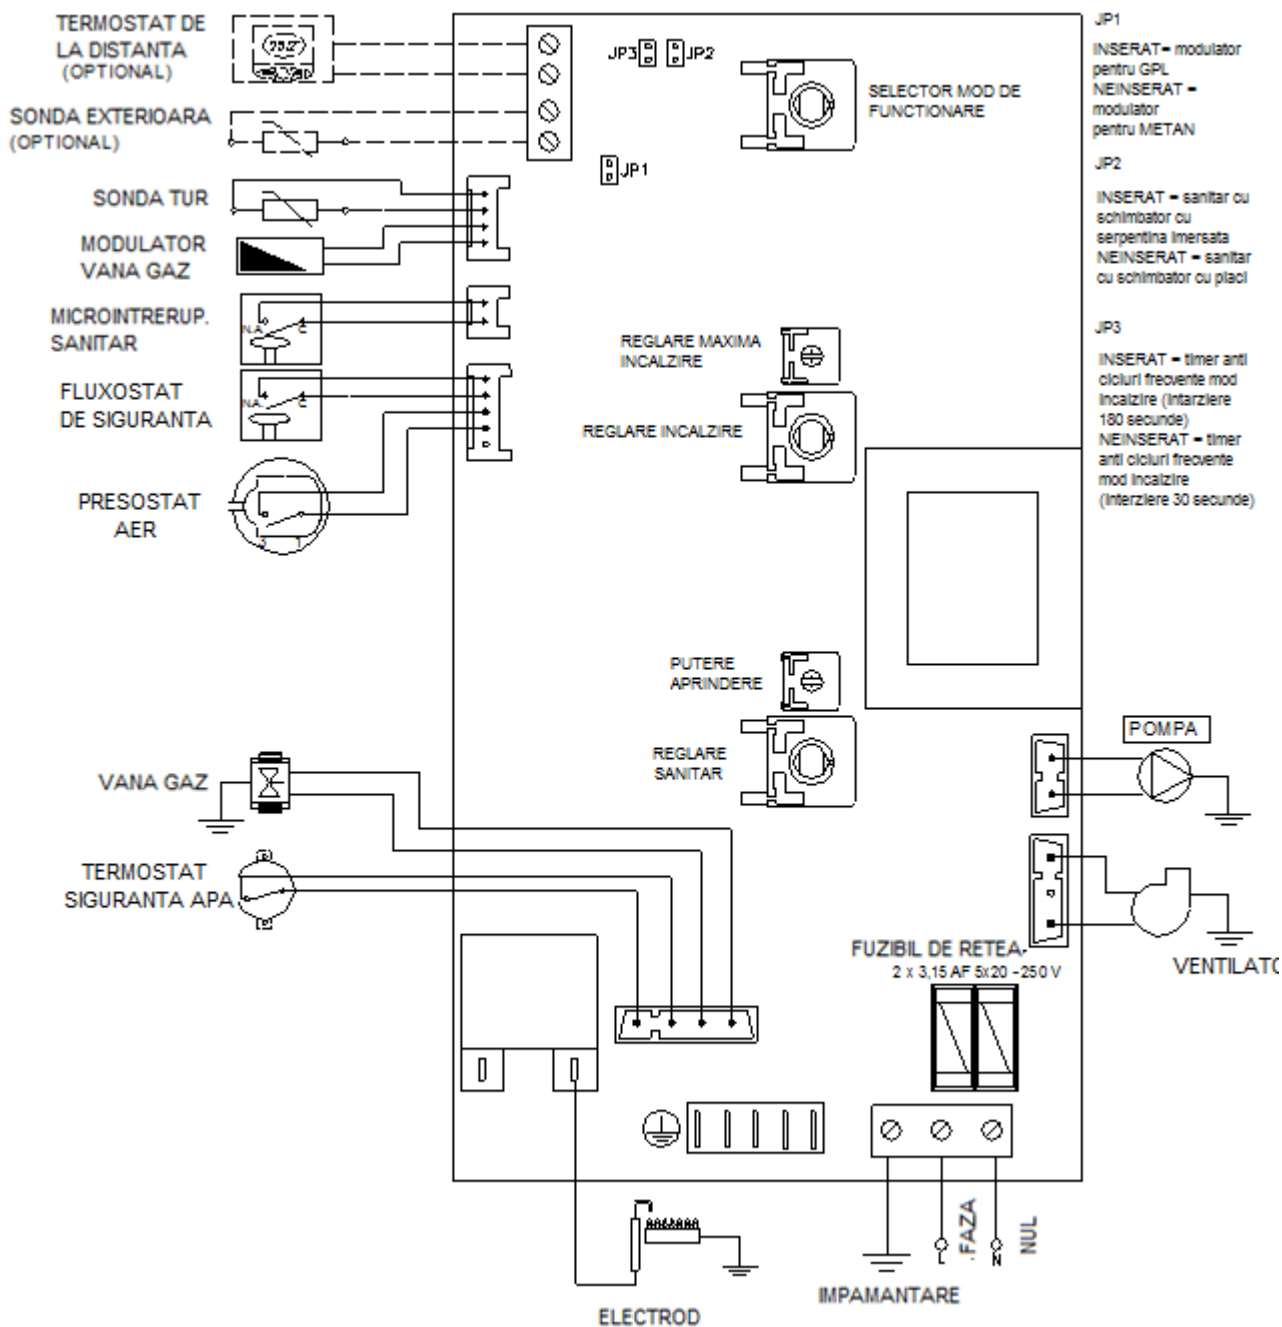 TERMOSTAT DE
LA DISTANTA
(OPTIONAL)
SONDA EXTERIOARA
(OPTIONAL)
SONDA TUR
MODULATOR
VANA GAZ
MICROINTRERUP.
SANITAR
N.A.
C
FLUXOSTAT
DE SIGURANTA
N.A.
C
PRESOSTAT
AER
3 1
VANA GAZ
TERMOSTAT
SIGURANTA APA
JP3
JP2
JP1
SELECTOR MOD DE
FUNCTIONARE
REGLARE MAXIMA
INCALZIRE
REGLARE INCALZIRE
PUTERE
APRINDERE
REGLARE
SANITAR
FUZIBIL DE RETEA
2 x 3,15 AF 5x20 - 250 V
JP1
INSERAT= modulator
pentru GPL
NEINSERAT =
modulator
pentru METAN
JP2
INSERAT = sanitar cu
schimbator cu
serpentina imersata
NEINSERAT = sanitar
cu schimbator cu placi
JP3
INSERAT = timer anti
cicluri frecvente mod
incalzire (intarziere
180 secunde)
NEINSERAT = timer
anti cicluri frecvente
mod incalzire
(interziere 30 secunde)
POMPA
VENTILATO
L
.FAZA
N
NUL
IMPAMANTARE
ELECTROD